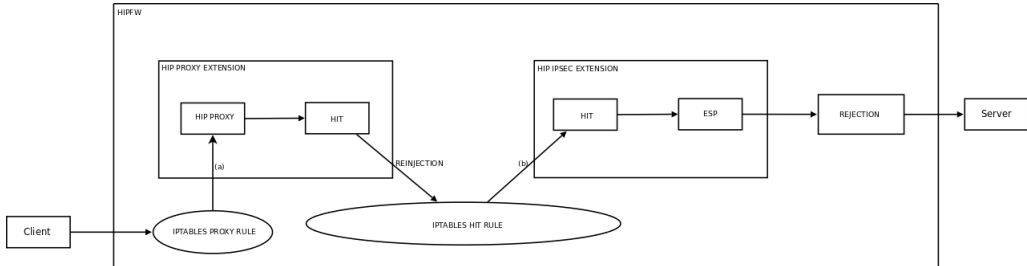 HIPFW
HIP PROXY EXTENSION
HIP IPSEC EXTENSION
HIP PROXY
HIT
HIT
ESP
REJECTION
Server
(a)
REINJECTION
(b)
Client
IPTABLES PROXY RULE
IPTABLES HIT RULE